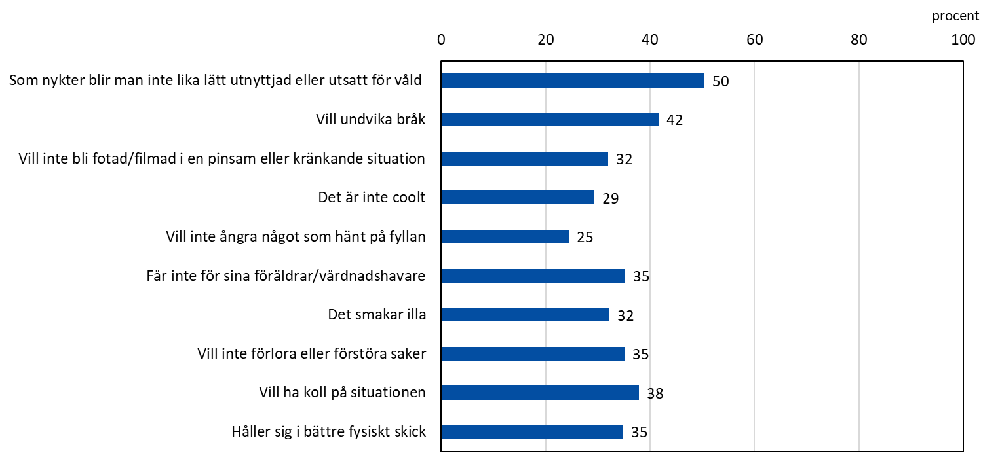 procent
0 20 40 60 80 100
Som nykter blir man inte lika lätt utnyttjad eller utsatt för våld 50
Vill undvika bråk 42
Vill inte bli fotad/filmad i en pinsam eller kränkande situation 32
Det är inte coolt 29
Vill inte ångra något som hänt på fyllan 25
Får inte för sina föräldrar/vårdnadshavare 35
Det smakar illa 32
Vill inte förlora eller förstöra saker 35
Vill ha koll på situationen 38
Håller sig i bättre fysiskt skick 35